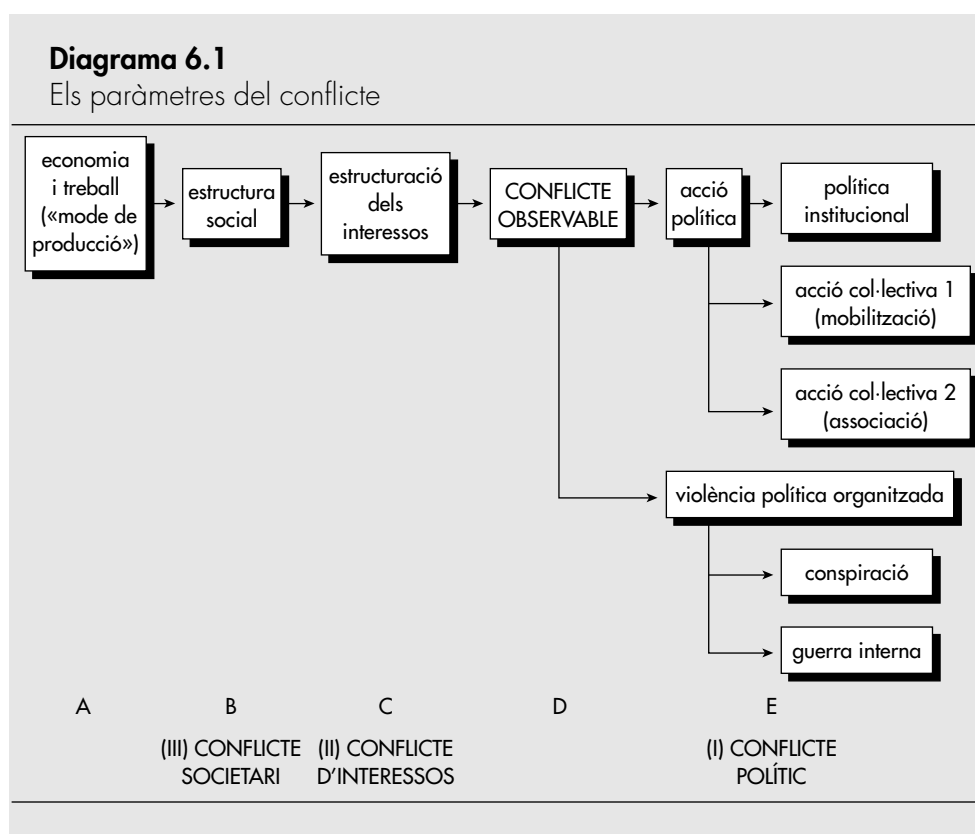 Diagrama 6.1
Els paràmetres del conflicte
economia
i treball
(«mode de
producció»)
estructura
social
estructuració
dels
interessos
CONFLICTE
OBSERVABLE
acció
política
política
institucional
acció col·lectiva 1
(mobilització)
acció col·lectiva 2
(associació)
violència política organitzada
conspiració
guerra interna
A
B
C
D
E
(III) CONFLICTE
SOCIETARI
(II) CONFLICTE
D'INTERESSOS
(I) CONFLICTE
POLÍTIC